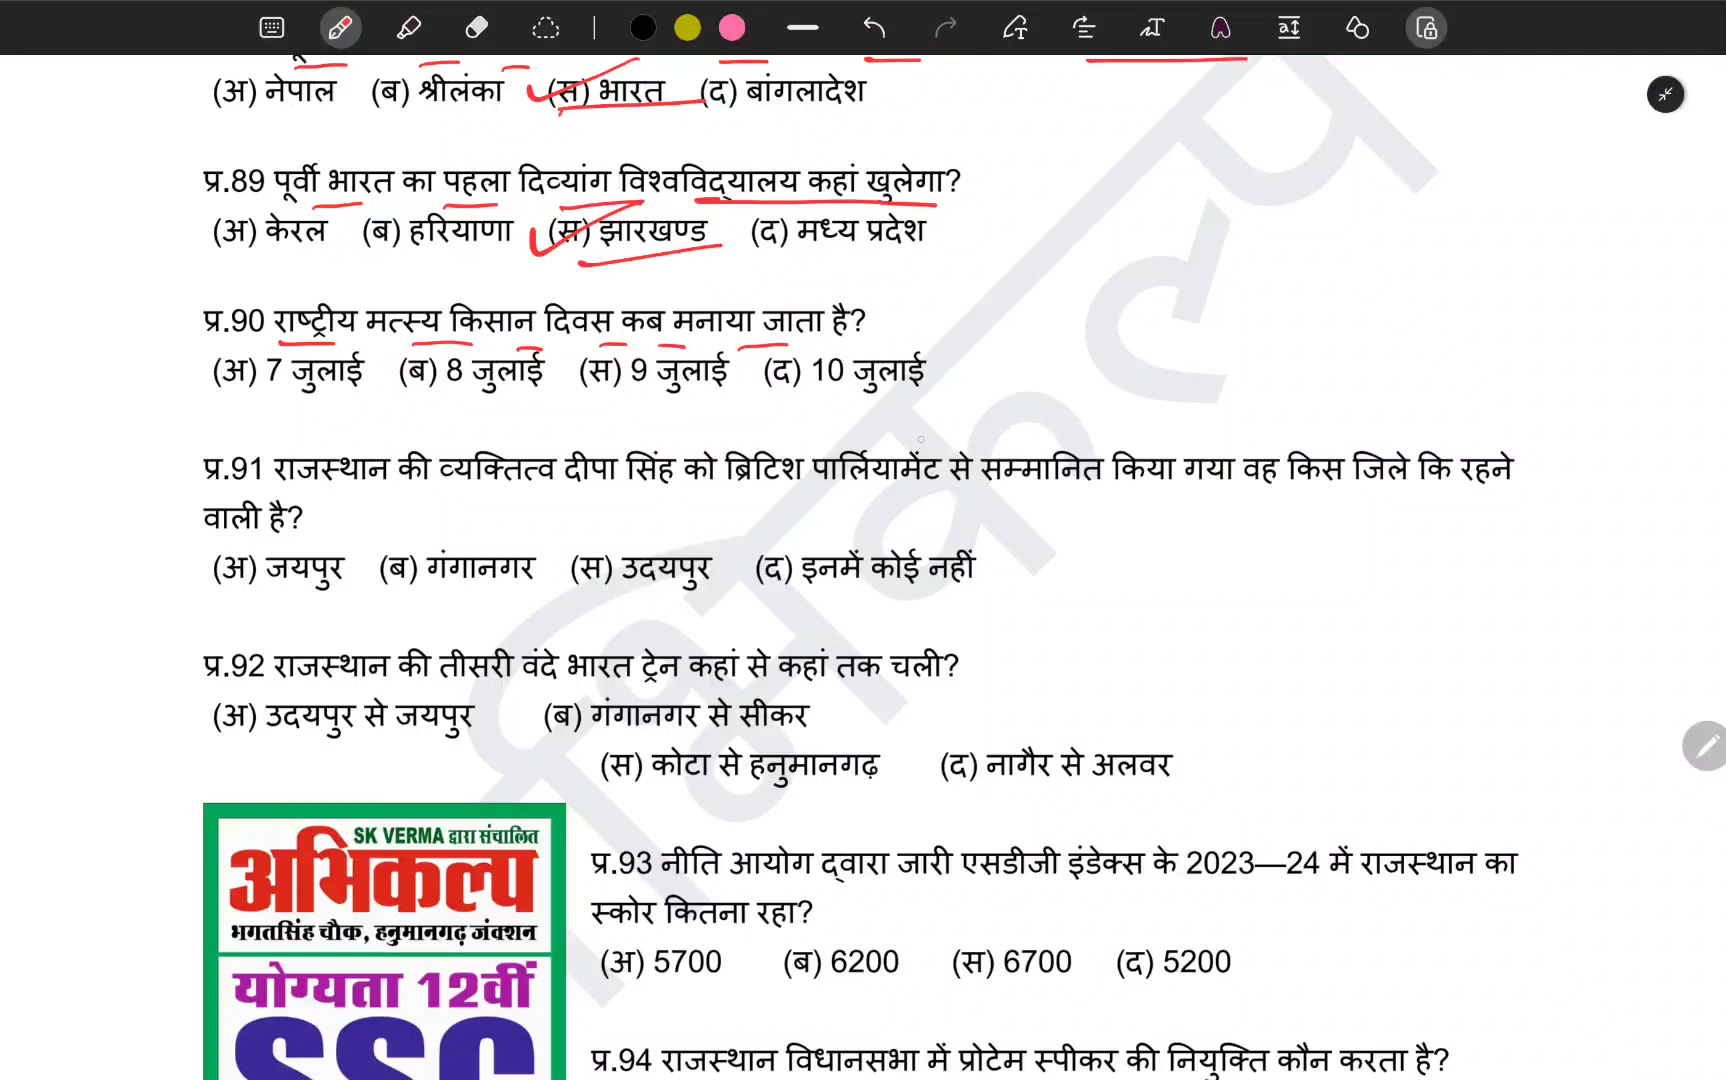 (अ) नेपाल (ब) श्रीलंका (स) भारत (द) बांगलादेश
प्र.89 पूर्वी भारत का पहला दिव्यांग विश्वविद्यालय कहां खुलेगा?
(अ) केरल (ब) हरियाणा (स) झारखण्ड (द) मध्य प्रदेश
प्र.90 राष्ट्रीय मत्स्य किसान दिवस कब मनाया जाता है?
(अ) 7 जुलाई (ब) 8 जुलाई (स) 9 जुलाई (द) 10 जुलाई
प्र.91 राजस्थान की व्यक्तित्व दीपा सिंह को ब्रिटिश पार्लियामेंट से सम्मानित किया गया वह किस जिले कि रहने
वाली है?
(अ) जयपुर (ब) गंगानगर (स) उदयपुर (द) इनमें कोई नहीं
प्र.92 राजस्थान की तीसरी वंदे भारत ट्रेन कहां से कहां तक चली?
(अ) उदयपुर से जयपुर (ब) गंगानगर से सीकर
(स) कोटा से हनुमानगढ़ (द) नागैर से अलवर
SK VERMA द्वारा संचालित
अभिकल्प
भगतसिंह चौक, हनुमानगढ़ जंक्शन
योग्यता 12वीं
SSC
प्र.93 नीति आयोग द्वारा जारी एसडीजी इंडेक्स के 2023—24 में राजस्थान का
स्कोर कितना रहा?
(अ) 5700 (ब) 6200 (स) 6700 (द) 5200
प्र.94 राजस्थान विधानसभा में प्रोटेम स्पीकर की नियुक्ति कौन करता है?